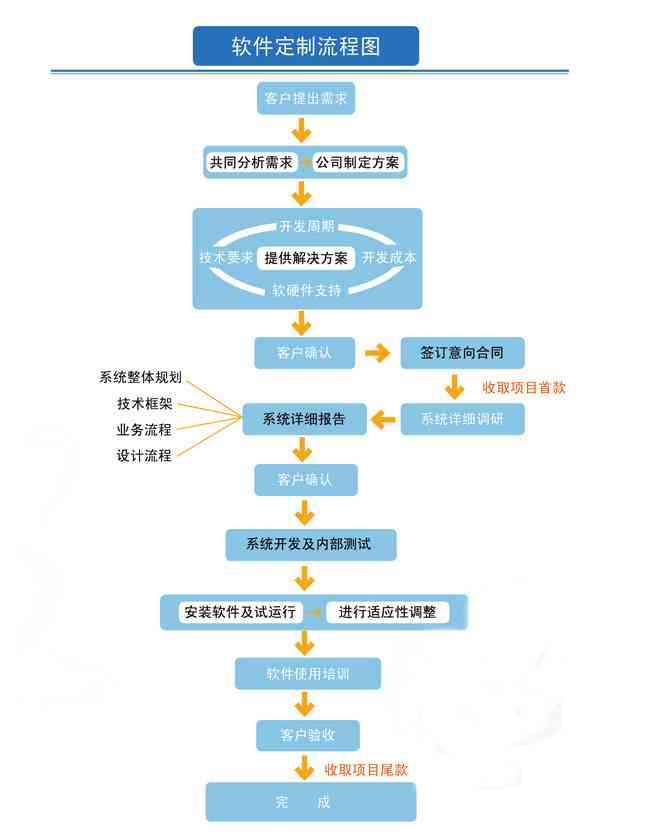 软件定制流程图
客户提出需求
共同分析需求 公司制定方案
开发周期
技术要求 提供解决方案 开发成本
软硬件支持
客户确认 签订意向合同
收取项目首款
系统整体规划
技术框架
业务流程
设计流程
系统详细报告 系统详细调研
客户确认
系统开发及内部测试
安装软件及试运行 进行适应性调整
软件使用培训
客户验收
收取项目尾款
完 成